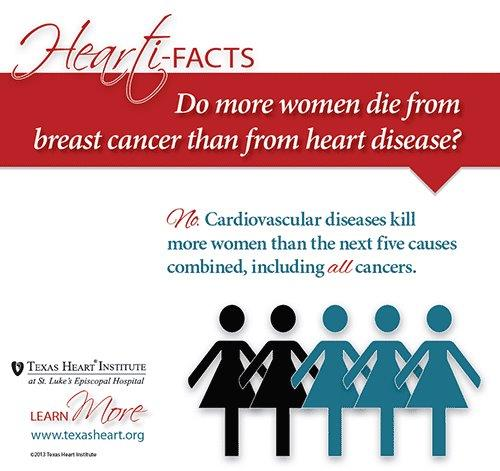 Hearti-FACTS
Do more women die from
breast cancer than from heart disease?
No. Cardiovascular diseases kill
more women than the next five causes
combined, including all cancers.
TEXAS HEART® INSTITUTE
at St. Luke's Episcopal Hospital
LEARN More
www.texasheart.org
©2013 Texas Heart Institute